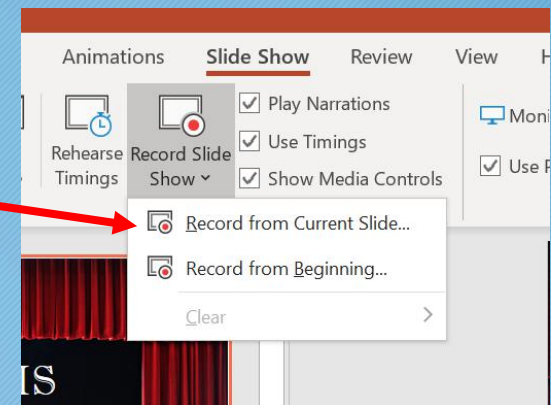 Animations Slide Show Review View
Rehearse Timings
Record Slide Show
Play Narrations
Use Timings
Show Media Controls
Record from Current Slide...
Record from Beginning...
Clear